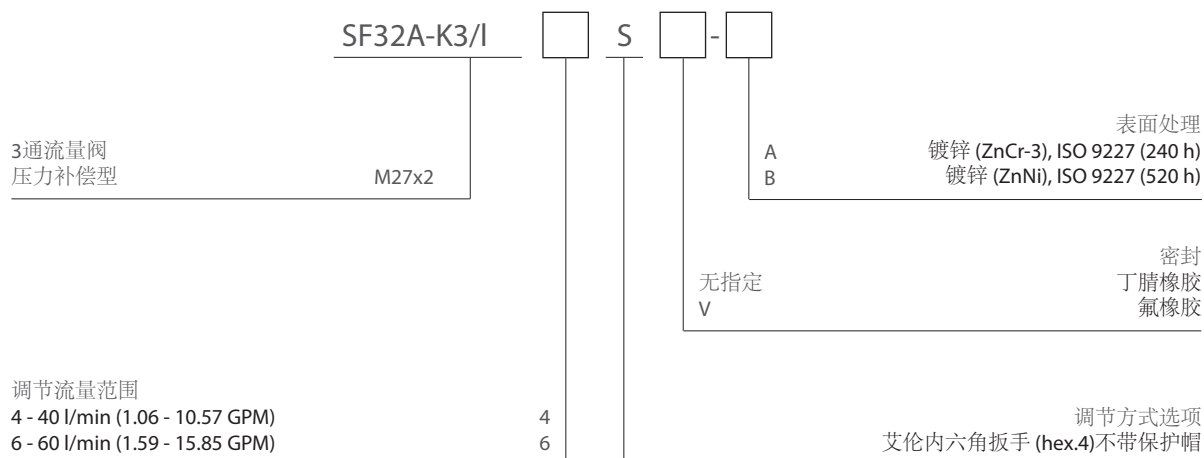 SF32A-K3/I S -
3通流量阀
压力补偿型 M27x2
表面处理
A 镀锌 (ZnCr-3), ISO 9227 (240 h)
B 镀锌 (ZnNi), ISO 9227 (520 h)
密封
无指定 丁腈橡胶
V 氟橡胶
调节流量范围
4 - 40 l/min (1.06 - 10.57 GPM) 4
6 - 60 l/min (1.59 - 15.85 GPM) 6
调节方式选项
艾伦内六角扳手 (hex.4)不带保护帽